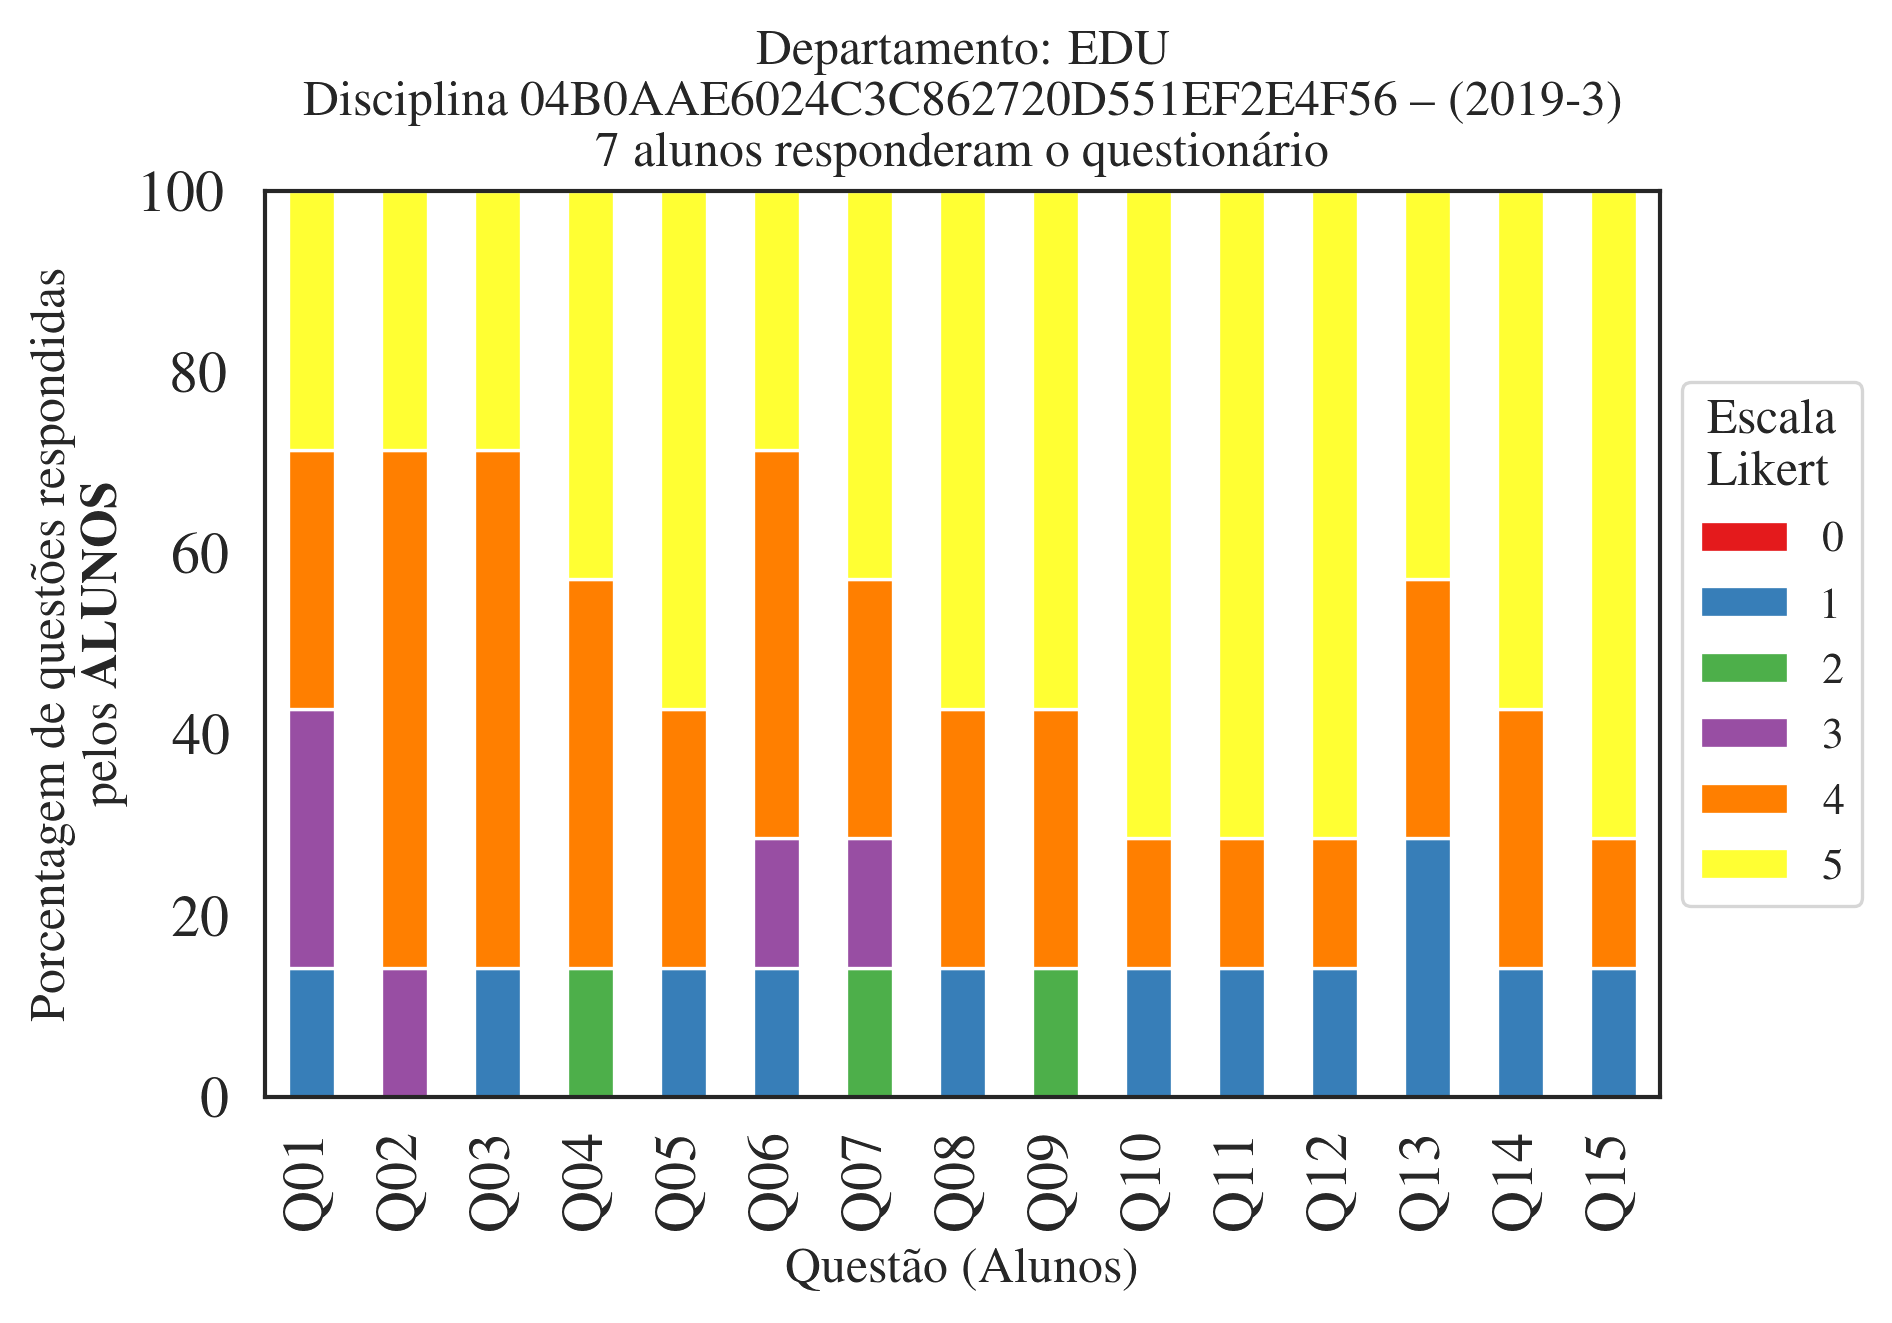 Departamento: EDU
Disciplina 04B0AAE6024C3C862720D551EF2E4F56 – (2019-3)
7 alunos responderam o questionário
Porcentagem de questões respondidas
pelos ALUNOS
100
80
60
40
20
0
Q01
Q02
Q03
Q04
Q05
Q06
Q07
Q08
Q09
Q10
Q11
Q12
Q13
Q14
Q15
Questão (Alunos)
Escala
Likert
0
1
2
3
4
5